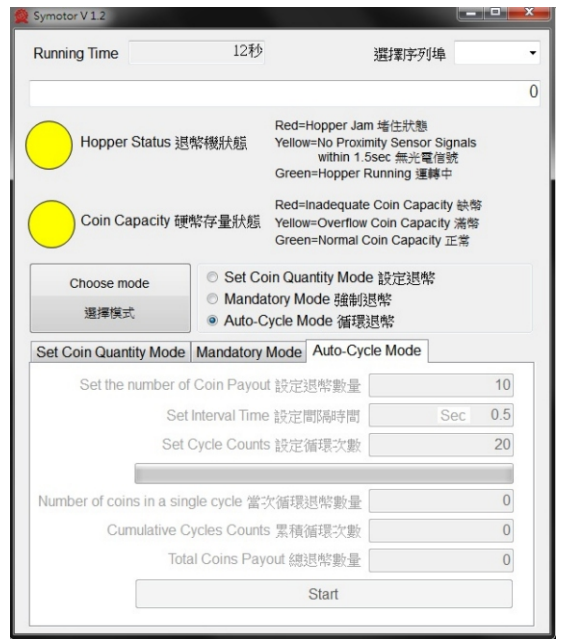 Symotor V 1.2
Running Time 12秒 選擇序列埠
0
Hopper Status 退幣機狀態
Red=Hopper Jam 堵住狀態
Yellow=No Proximity Sensor Signals
within 1.5sec 無光電信號
Green=Hopper Running 運轉中
Coin Capacity 硬幣存量狀態
Red=Inadequate Coin Capacity 缺幣
Yellow=Overflow Coin Capacity 滿幣
Green=Normal Coin Capacity 正常
Choose mode
選擇模式
Set Coin Quantity Mode 設定退幣
Mandatory Mode 強制退幣
Auto-Cycle Mode 循環退幣
Set Coin Quantity Mode Mandatory Mode Auto-Cycle Mode
Set the number of Coin Payout 設定退幣數量 10
Set Interval Time 設定間隔時間 Sec 0.5
Set Cycle Counts 設定循環次數 20
Number of coins in a single cycle 當次循環退幣數量 0
Cumulative Cycles Counts 累積循環次數 0
Total Coins Payout 總退幣數量 0
Start